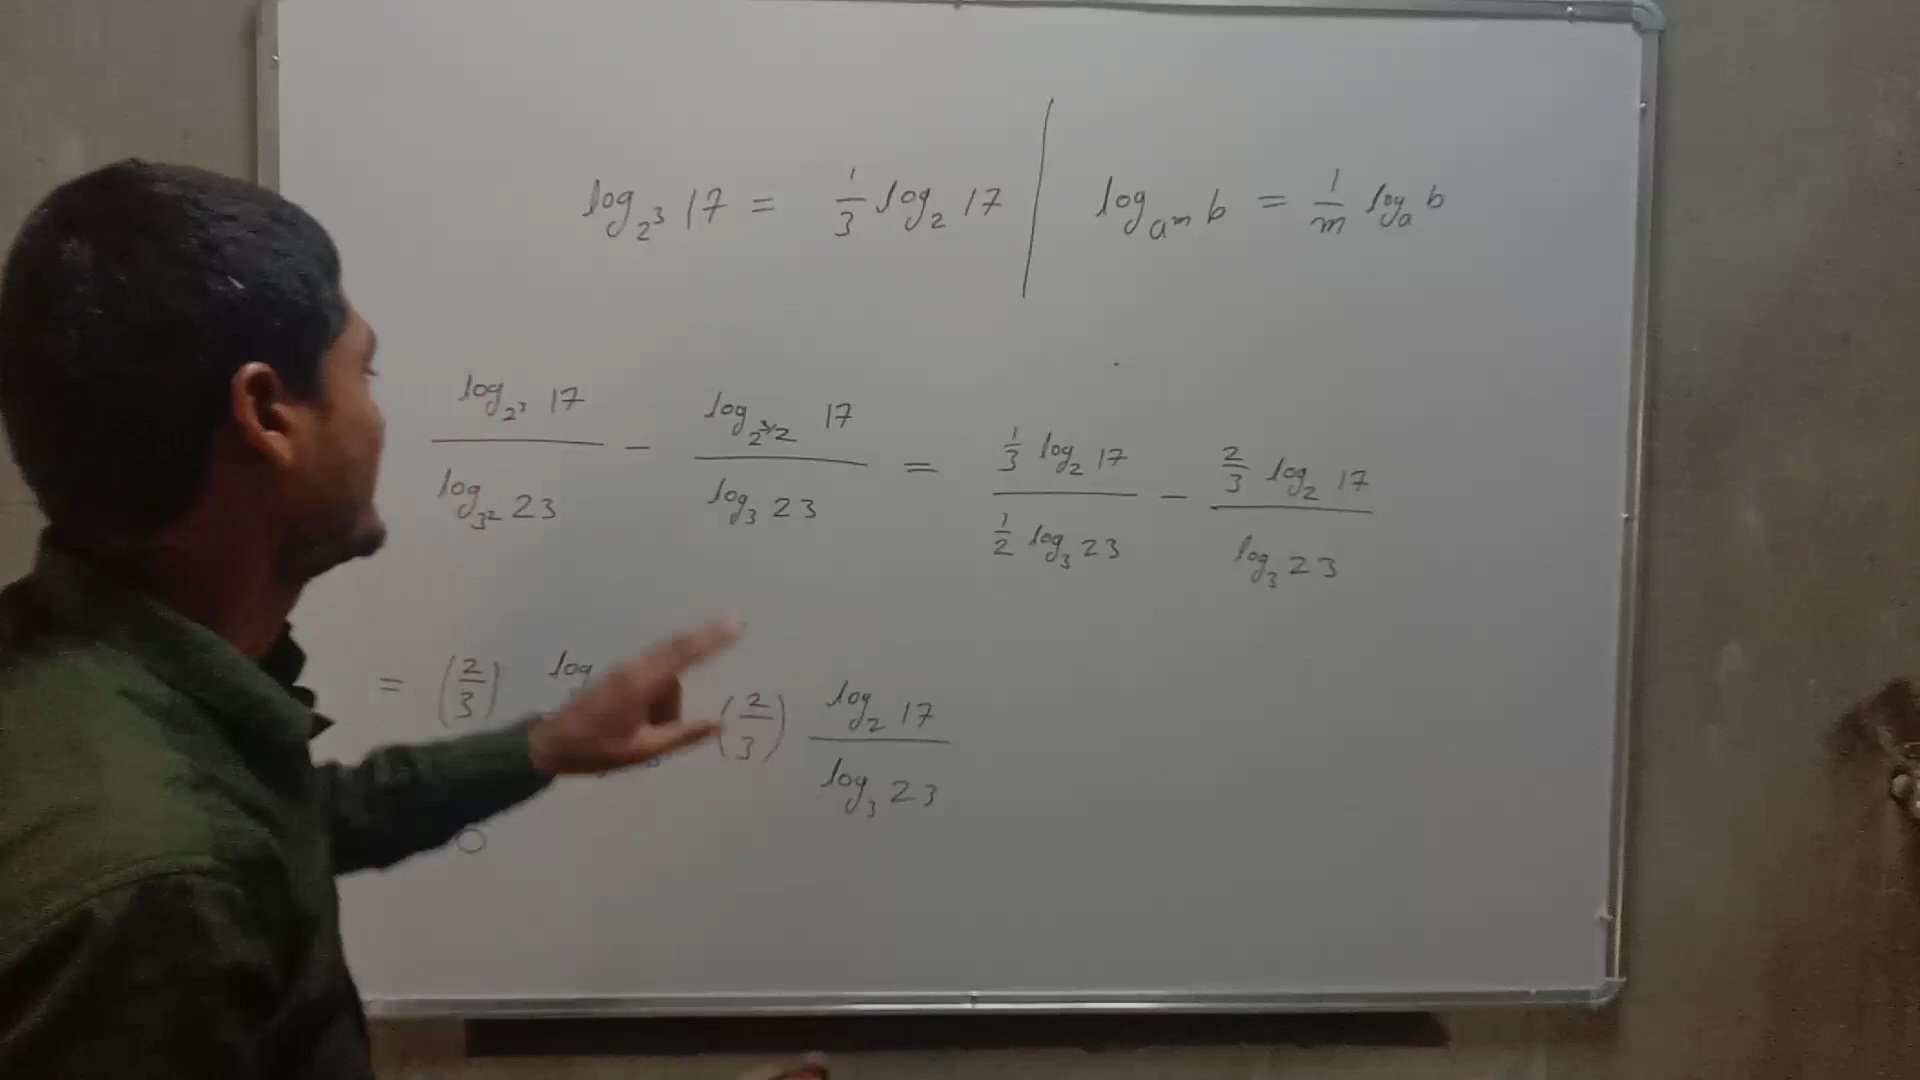 log_{2^3} 17 = 1/3 log_2 17 | log_{a^m} b = 1/m log_a b
log_{2^3} 17 / log_{3^2} 23 - log_{2^{3/2}} 17 / log_3 23 = 1/3 log_2 17 / 1/2 log_3 23 - 2/3 log_2 17 / log_3 23
= (2/3) log (2/3) log_2 17 / log_3 23
0